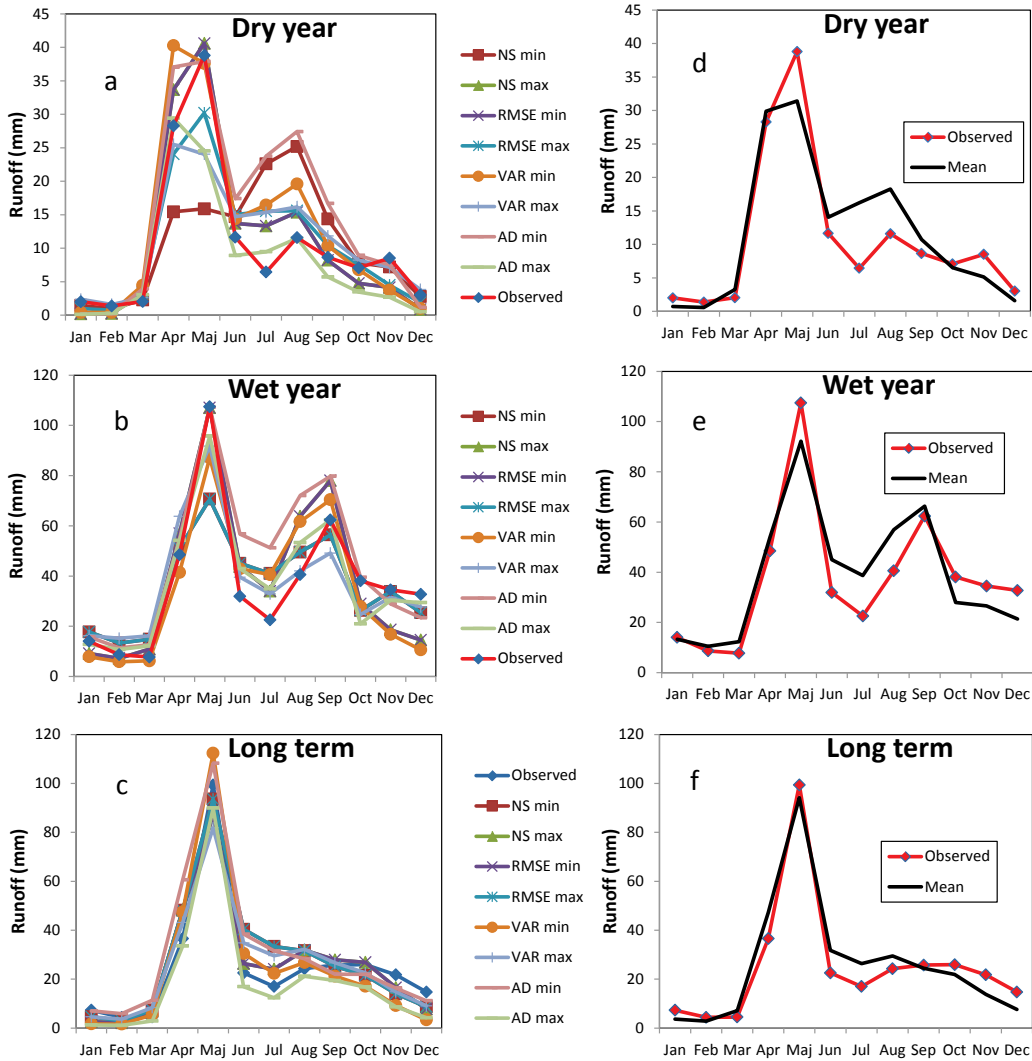 Dry year
a
Runoff (mm)
45
40
35
30
25
20
15
10
5
0
Jan Feb Mar Apr Maj Jun Jul Aug Sep Oct Nov Dec
NS min
NS max
RMSE min
RMSE max
VAR min
VAR max
AD min
AD max
Observed
Dry year
d
Runoff (mm)
45
40
35
30
25
20
15
10
5
0
Jan Feb Mar Apr Maj Jun Jul Aug Sep Oct Nov Dec
Observed
Mean
Wet year
b
Runoff (mm)
120
100
80
60
40
20
0
Jan Feb Mar Apr Maj Jun Jul Aug Sep Oct Nov Dec
NS min
NS max
RMSE min
RMSE max
VAR min
VAR max
AD min
AD max
Observed
Wet year
e
Runoff (mm)
120
100
80
60
40
20
0
Jan Feb Mar Apr Maj Jun Jul Aug Sep Oct Nov Dec
Observed
Mean
Long term
c
Runoff (mm)
120
100
80
60
40
20
0
Jan Feb Mar Apr Maj Jun Jul Aug Sep Oct Nov Dec
Observed
NS min
NS max
RMSE min
RMSE max
VAR min
VAR max
AD min
AD max
Long term
f
Runoff (mm)
120
100
80
60
40
20
0
Jan Feb Mar Apr Maj Jun Jul Aug Sep Oct Nov Dec
Observed
Mean